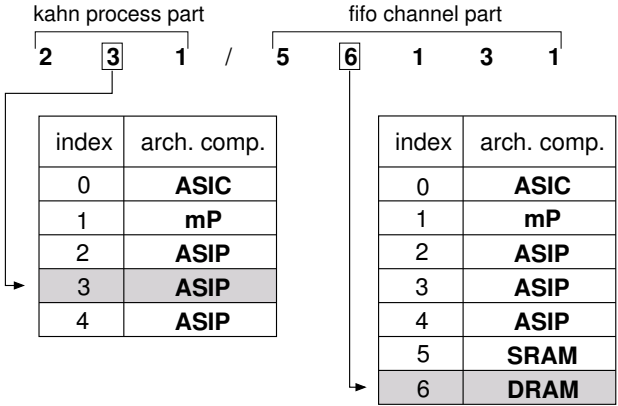 kahn process part fifo channel part
2 3 1 / 5 6 1 3 1
index arch. comp.
0 ASIC
1 mP
2 ASIP
3 ASIP
4 ASIP
index arch. comp.
0 ASIC
1 mP
2 ASIP
3 ASIP
4 ASIP
5 SRAM
6 DRAM